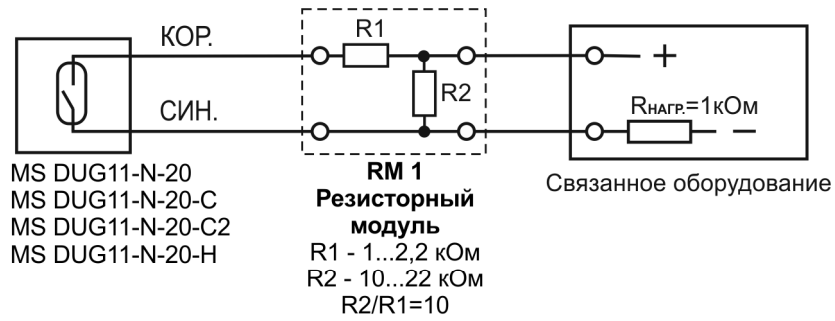 КОР.
R1
+
R2
СИН.
Rнагр.=1кОм
−
MS DUG11-N-20
MS DUG11-N-20-C
MS DUG11-N-20-C2
MS DUG11-N-20-H
RM 1
Резисторный
модуль
R1 - 1...2,2 кОм
R2 - 10...22 кОм
R2/R1=10
Связанное оборудование